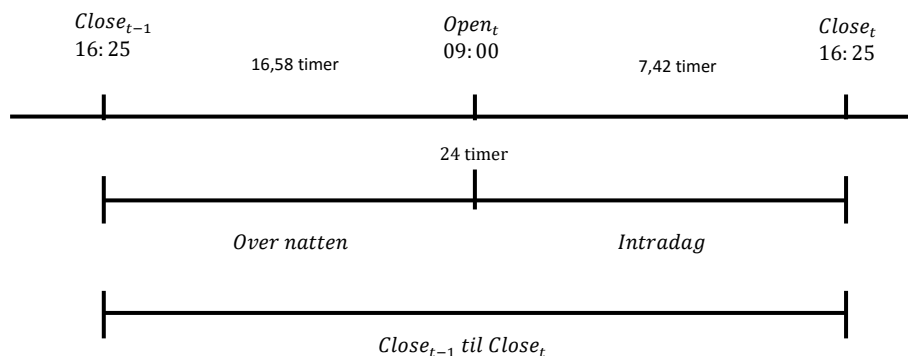 Close_{t−1} Open_t Close_t
16:25 09:00 16:25
16,58 timer 7,42 timer
24 timer
Over natten Intradag
Close_{t−1} til Close_t